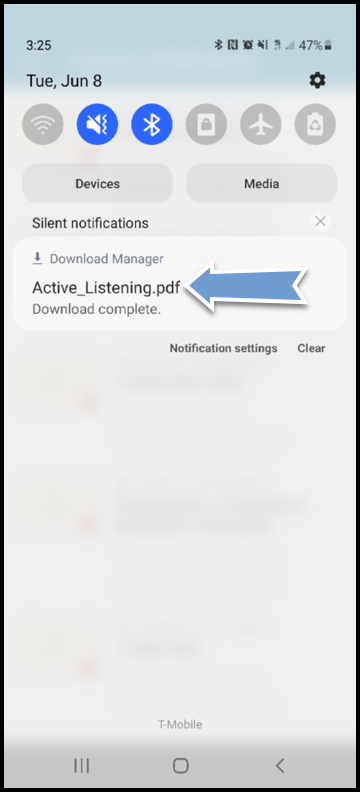 3:25
47%
Tue, Jun 8
Devices
Media
Silent notifications
Download Manager
Active_Listening.pdf
Download complete.
Notification settings
Clear
T-Mobile